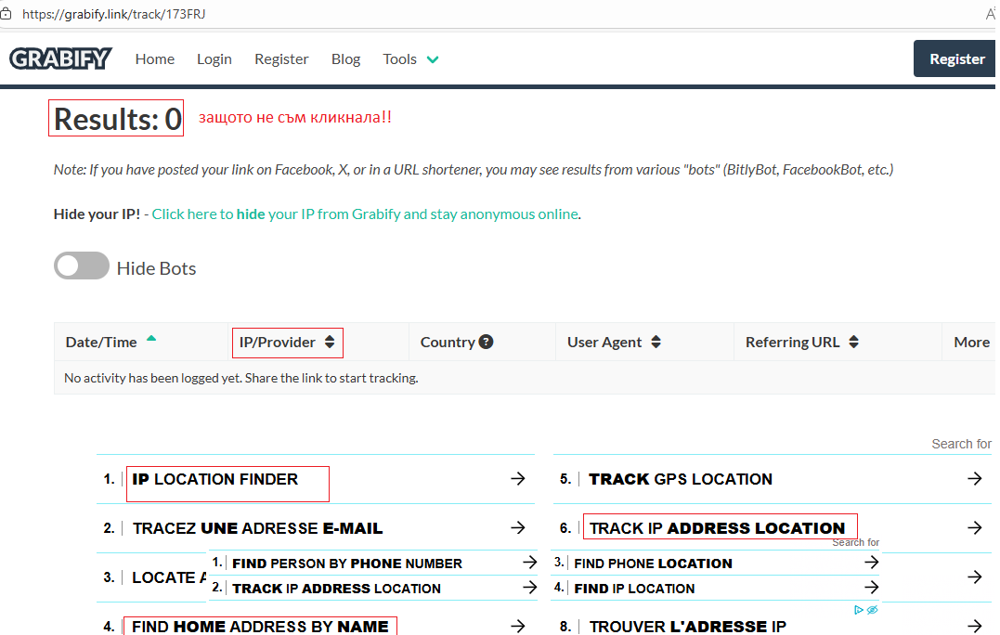 https://grabify.link/track/173FRJ
GRABIFY Home Login Register Blog Tools Register
Results: 0 защото не съм кликнала!!
Note: If you have posted your link on Facebook, X, or in a URL shortener, you may see results from various "bots" (BitlyBot, FacebookBot, etc.)
Hide your IP! - Click here to hide your IP from Grabify and stay anonymous online.
Hide Bots
Date/Time IP/Provider Country ? User Agent Referring URL More
No activity has been logged yet. Share the link to start tracking.
Search for
1. IP LOCATION FINDER
5. TRACK GPS LOCATION
2. TRACEZ UNE ADRESSE E-MAIL
6. TRACK IP ADDRESS LOCATION
Search for
3. LOCATE
1. FIND PERSON BY PHONE NUMBER
3. FIND PHONE LOCATION
2. TRACK IP ADDRESS LOCATION
4. FIND IP LOCATION
4. FIND HOME ADDRESS BY NAME
8. TROUVER L'ADRESSE IP